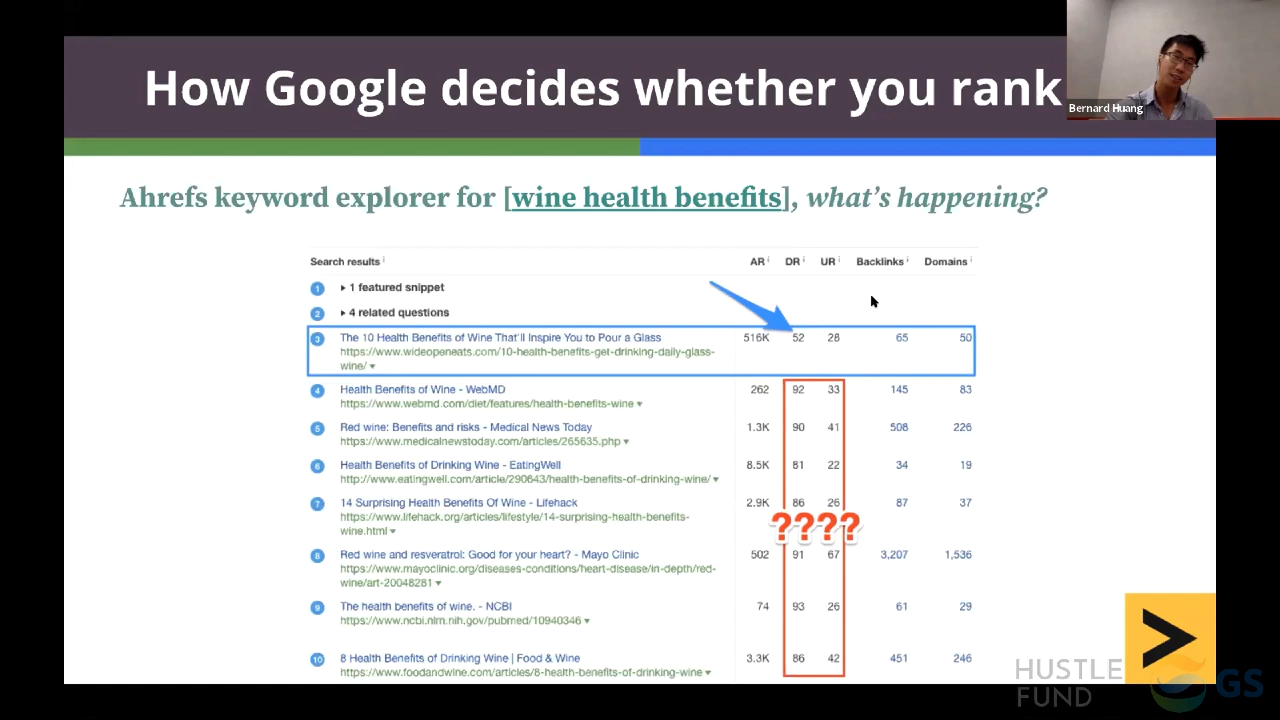 How Google decides whether you rank
Bernard Huang
Ahrefs keyword explorer for [wine health benefits], what's happening?
Search results i AR i DR i UR i Backlinks i Domains i
1 ▸ 1 featured snippet
2 ▸ 4 related questions
3 The 10 Health Benefits of Wine That'll Inspire You to Pour a Glass 516K 52 28 65 50
https://www.wideopeneats.com/10-health-benefits-get-drinking-daily-glass-
wine/ ▾
4 Health Benefits of Wine - WebMD 262 92 33 145 83
https://www.webmd.com/diet/features/health-benefits-wine ▾
5 Red wine: Benefits and risks - Medical News Today 1.3K 90 41 508 226
https://www.medicalnewstoday.com/articles/265635.php ▾
6 Health Benefits of Drinking Wine - EatingWell 8.5K 81 22 34 19
http://www.eatingwell.com/article/290643/health-benefits-of-drinking-wine/ ▾
7 14 Surprising Health Benefits Of Wine - Lifehack 2.9K 86 26 87 37
https://www.lifehack.org/articles/lifestyle/14-surprising-health-benefits-
wine.html ▾
????
8 Red wine and resveratrol: Good for your heart? - Mayo Clinic 502 91 67 3,207 1,536
https://www.mayoclinic.org/diseases-conditions/heart-disease/in-depth/red-
wine/art-20048281 ▾
9 The health benefits of wine. - NCBI 74 93 26 61 29
https://www.ncbi.nlm.nih.gov/pubmed/10940346 ▾
10 8 Health Benefits of Drinking Wine | Food & Wine 3.3K 86 42 451 246
https://www.foodandwine.com/articles/8-health-benefits-of-drinking-wine ▾
HUSTLE
FUND
GS